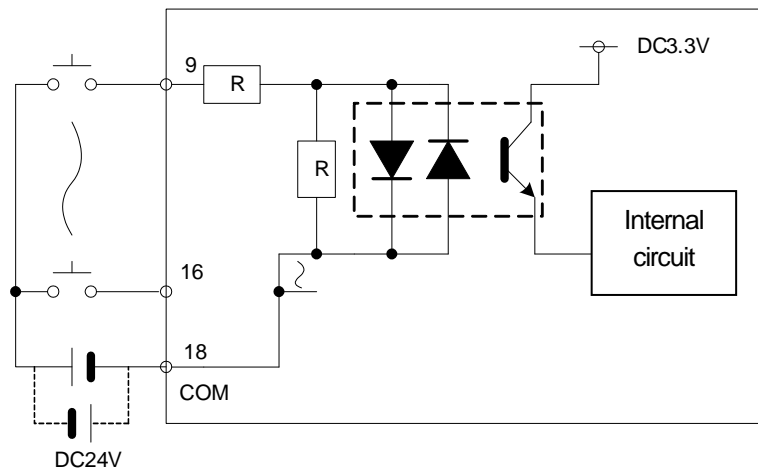 9
DC3.3V
R
R
Internal
circuit
16
18
COM
DC24V